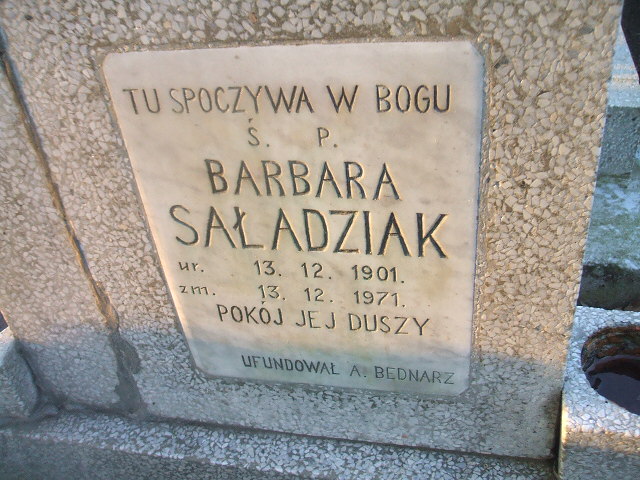 TU SPOCZYWA W BOGU
Ś. P.
BARBARA
SAŁADZIAK
ur. 13. 12. 1901.
zm. 13. 12. 1971.
POKÓJ JEJ DUSZY
UFUNDOWAŁ A. BEDNARZ